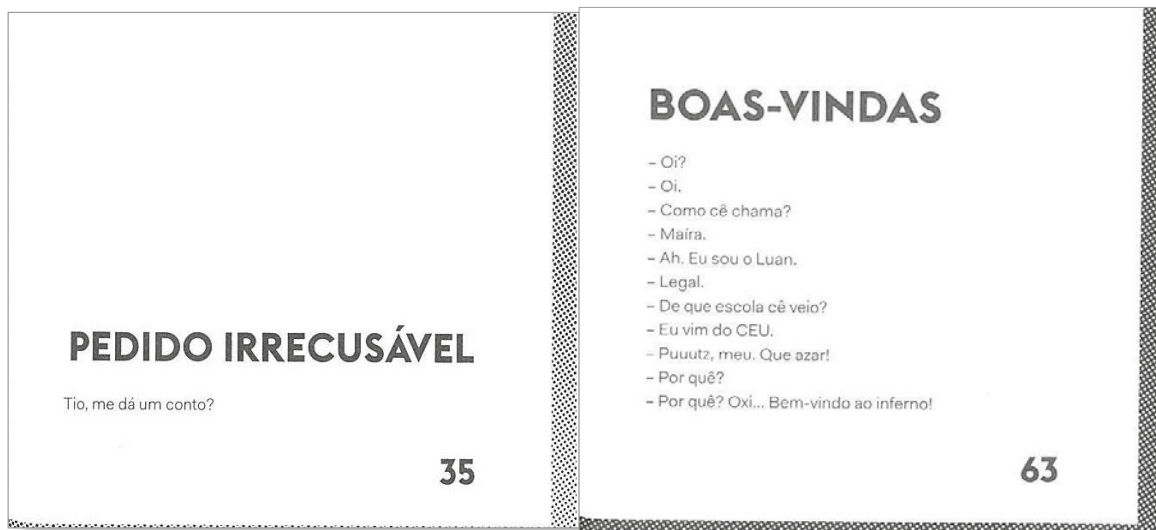 PEDIDO IRRECUSÁVEL
Tio, me dá um conto?
35
BOAS-VINDAS
– Oi?
– Oi.
– Como cê chama?
– Maíra.
– Ah. Eu sou o Luan.
– Legal.
– De que escola cê veio?
– Eu vim do CEU.
– Puuutz, meu. Que azar!
– Por quê?
– Por quê? Oxi... Bem-vindo ao inferno!
63